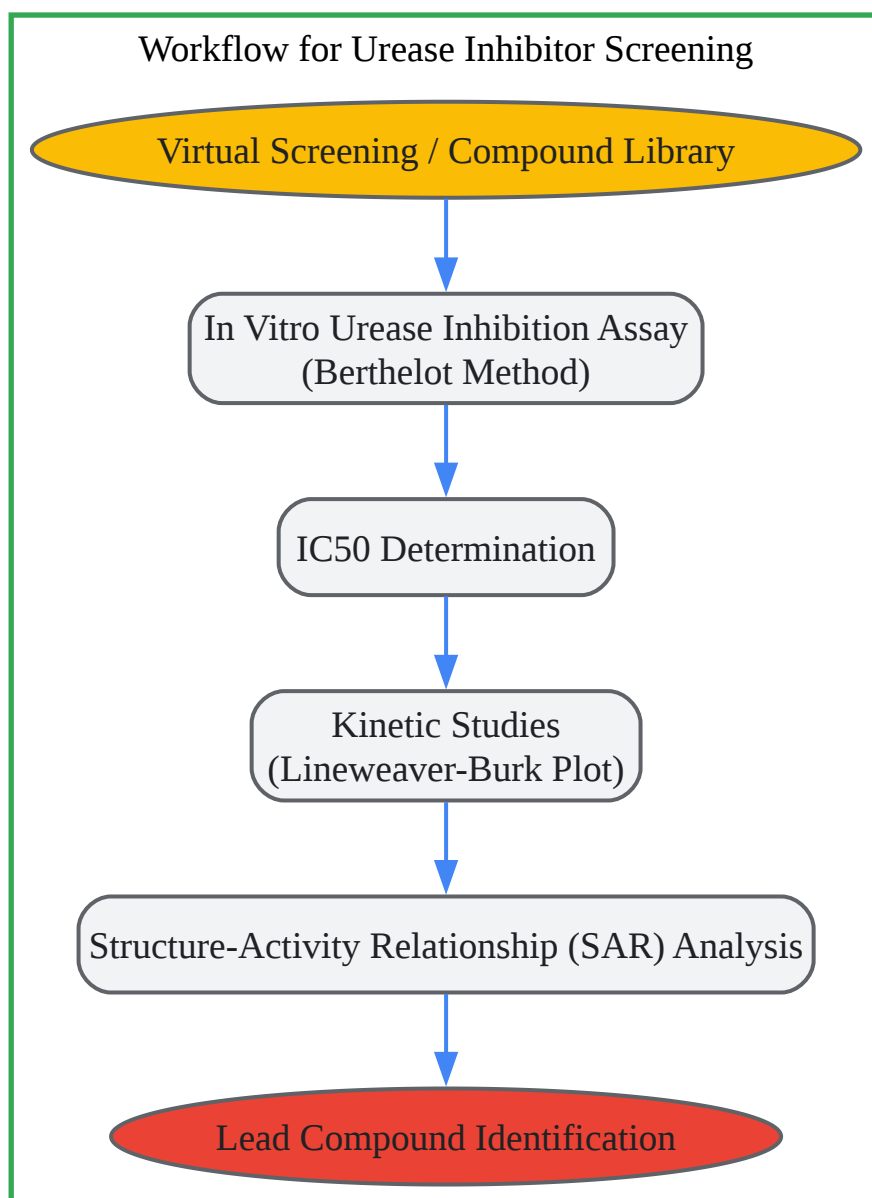 Workflow for Urease Inhibitor Screening
Virtual Screening / Compound Library
In Vitro Urease Inhibition Assay
(Berthelot Method)
IC50 Determination
Kinetic Studies
(Lineweaver-Burk Plot)
Structure-Activity Relationship (SAR) Analysis
Lead Compound Identification